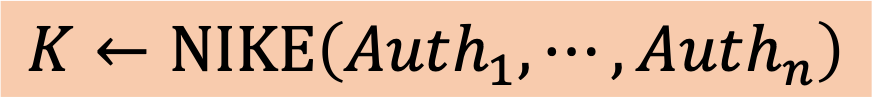 K ← NIKE(Auth₁, ⋯ , Authₙ)